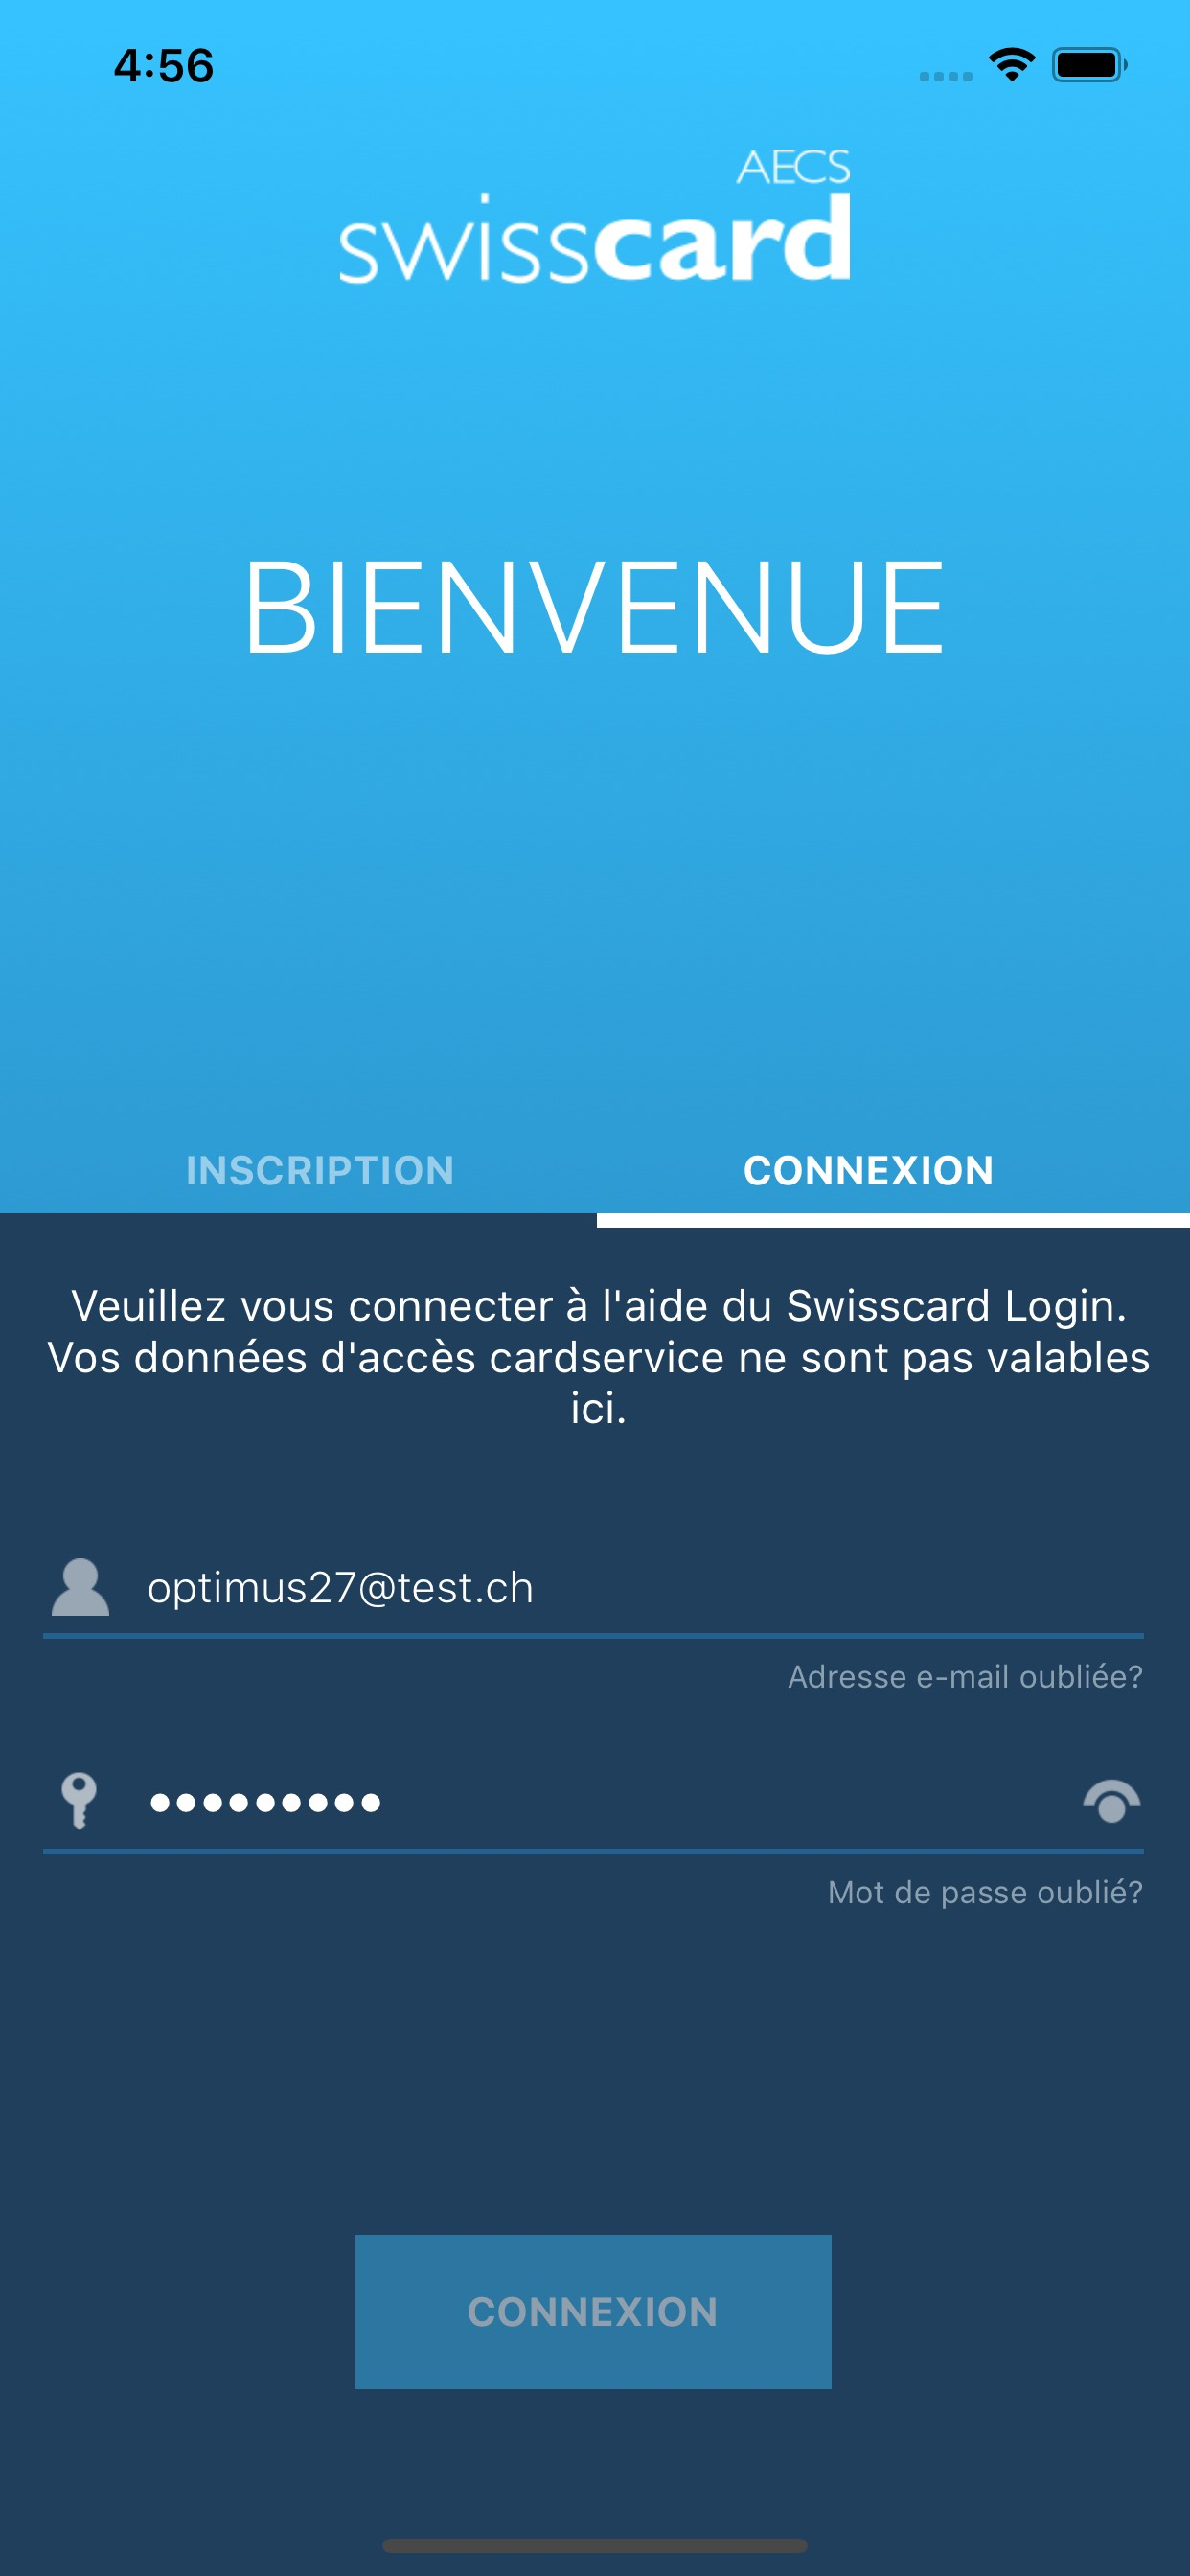 4:56
AECS
swisscard
BIENVENUE
INSCRIPTION
CONNEXION
Veuillez vous connecter à l'aide du Swisscard Login.
Vos données d'accès cardservice ne sont pas valables
ici.
optimus27@test.ch
Adresse e-mail oubliée?
•••••••••
Mot de passe oublié?
CONNEXION